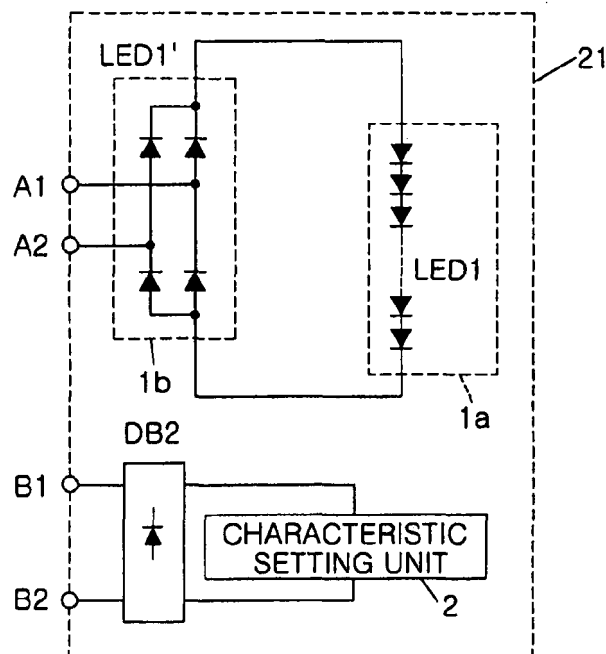 LED1'
21
A1
A2
LED1
1b
1a
DB2
B1
CHARACTERISTIC
SETTING UNIT
B2
2